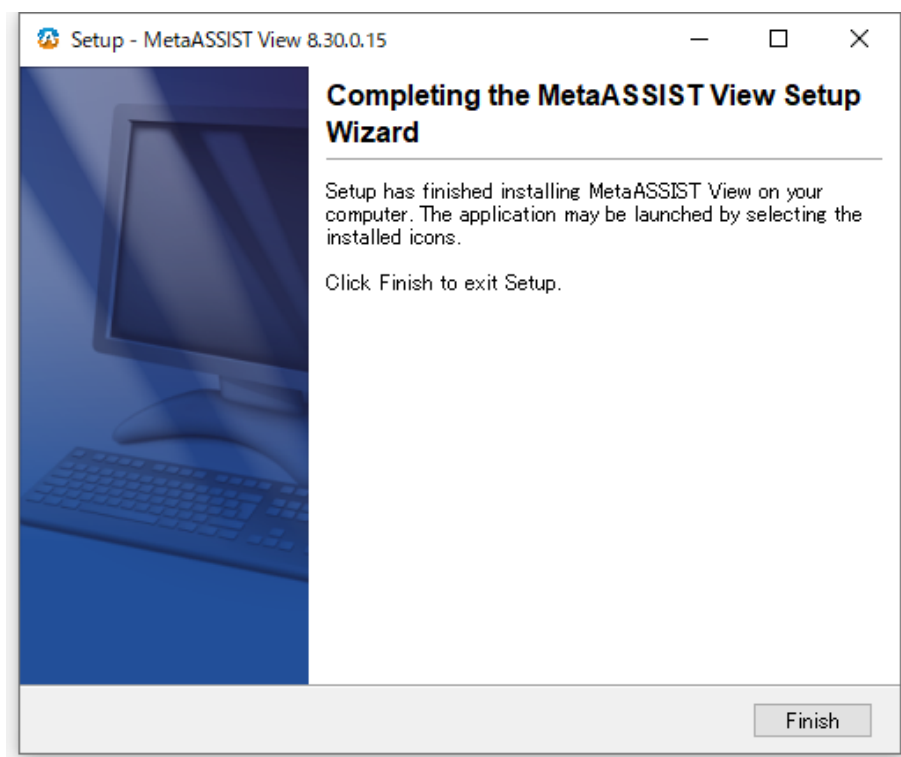 Setup - MetaASSIST View 8.30.0.15
Completing the MetaASSIST View Setup
Wizard
Setup has finished installing MetaASSIST View on your
computer. The application may be launched by selecting the
installed icons.
Click Finish to exit Setup.
Finish